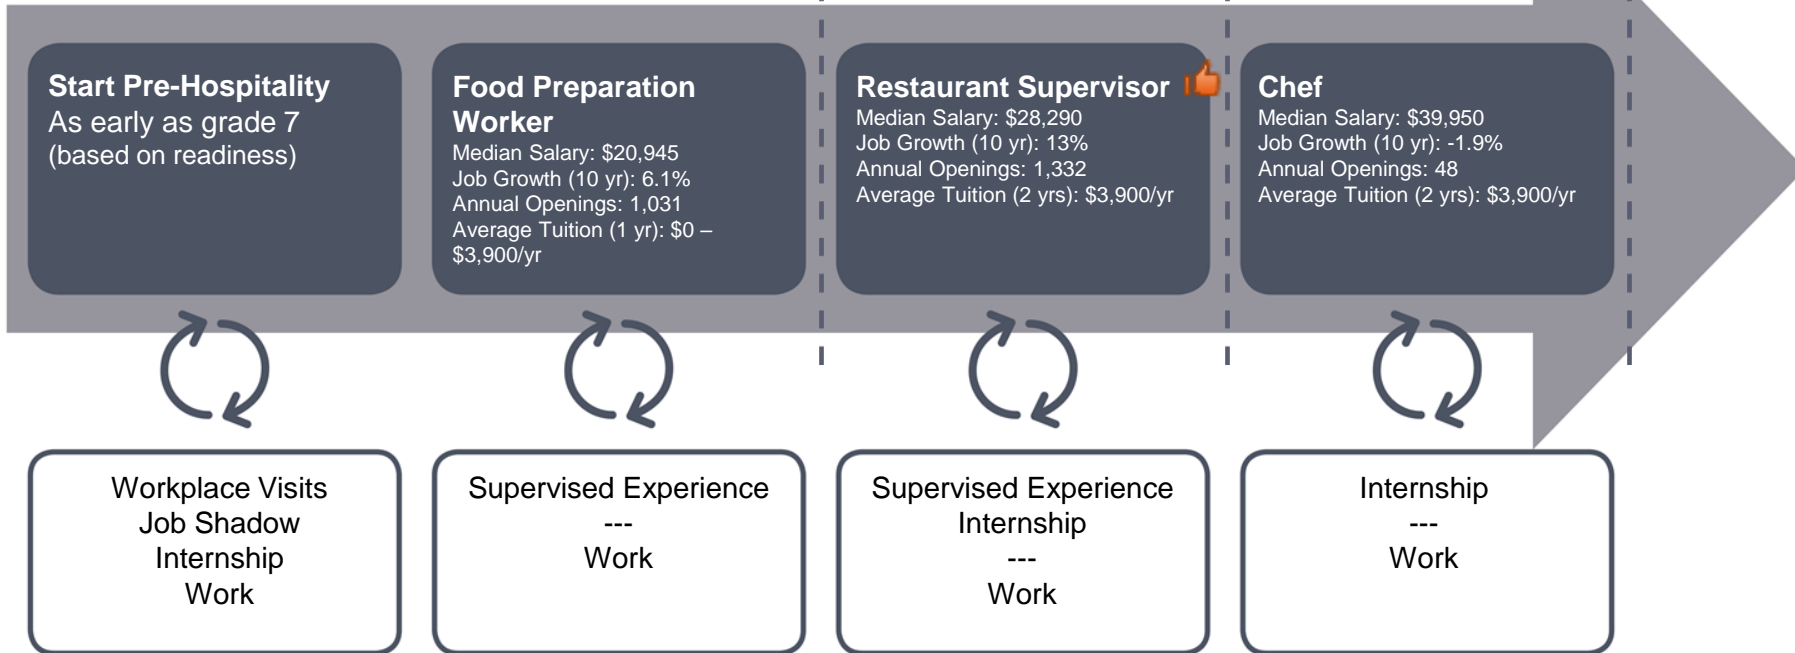 Start Pre-Hospitality
As early as grade 7
(based on readiness)
Food Preparation
Worker
Median Salary: $20,945
Job Growth (10 yr): 6.1%
Annual Openings: 1,031
Average Tuition (1 yr): $0 –
$3,900/yr
Restaurant Supervisor
Median Salary: $28,290
Job Growth (10 yr): 13%
Annual Openings: 1,332
Average Tuition (2 yrs): $3,900/yr
Chef
Median Salary: $39,950
Job Growth (10 yr): -1.9%
Annual Openings: 48
Average Tuition (2 yrs): $3,900/yr
Workplace Visits
Job Shadow
Internship
Work
Supervised Experience
---
Work
Supervised Experience
Internship
---
Work
Internship
---
Work